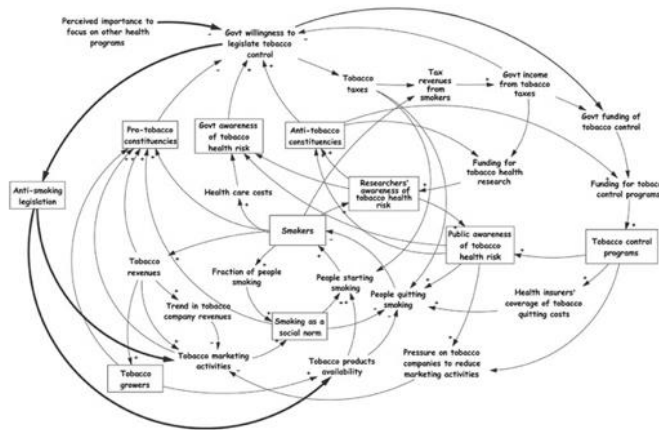 Perceived importance to
focus on other health
programs
Govt willingness to
legislate tobacco
control
Tobacco
taxes
Tax
revenues
from
smokers
Govt income
from tobacco
taxes
Govt funding of
tobacco control
Pro-tobacco
constituencies
Govt awareness
of tobacco
health risk
Anti-tobacco
constituencies
Funding for
tobacco health
research
Funding for tobacco
control programs
Anti-smoking
legislation
Health care costs
Researchers'
awareness of
tobacco health
risk
Smokers
Public awareness
of tobacco
health risk
Tobacco control
programs
Tobacco
revenues
Fraction of people
smoking
People starting
smoking
People quitting
smoking
Health insurers'
coverage of tobacco
quitting costs
Trend in tobacco
company revenues
Smoking as a
social norm
Tobacco marketing
activities
Tobacco products
availability
Pressure on tobacco
companies to reduce
marketing activities
Tobacco
growers